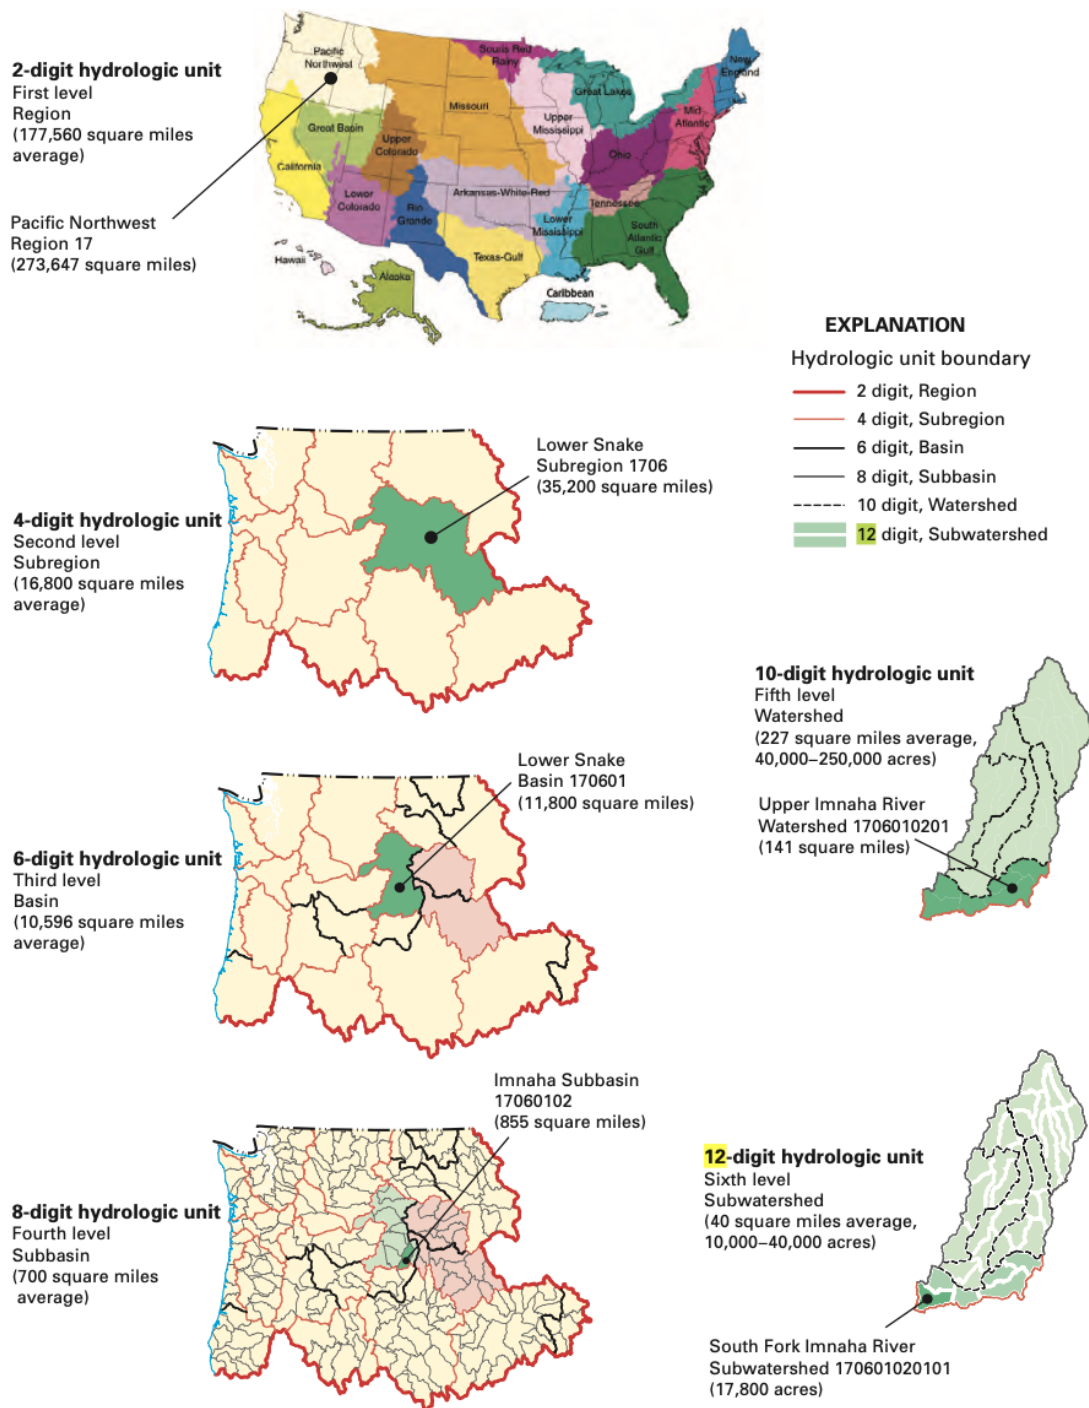 2-digit hydrologic unit
First level
Region
(177,560 square miles
average)
Pacific Northwest
Region 17
(273,647 square miles)
Pacific
Northwest
Souris Red
Rainy
New
England
Missouri
Great Lakes
Upper
Mississippi
Mid
Atlantic
Great Basin
Upper
Colorado
Ohio
California
Lower
Colorado
Arkansas-White-Red
Tennessee
Rio
Grande
Lower
Mississippi
South
Atlantic
Gulf
Texas-Gulf
Hawaii
Alaska
Caribbean
EXPLANATION
Hydrologic unit boundary
2 digit, Region
4 digit, Subregion
6 digit, Basin
8 digit, Subbasin
10 digit, Watershed
12 digit, Subwatershed
4-digit hydrologic unit
Second level
Subregion
(16,800 square miles
average)
Lower Snake
Subregion 1706
(35,200 square miles)
6-digit hydrologic unit
Third level
Basin
(10,596 square miles
average)
Lower Snake
Basin 170601
(11,800 square miles)
10-digit hydrologic unit
Fifth level
Watershed
(227 square miles average,
40,000–250,000 acres)
Upper Imnaha River
Watershed 1706010201
(141 square miles)
8-digit hydrologic unit
Fourth level
Subbasin
(700 square miles
average)
Imnaha Subbasin
17060102
(855 square miles)
12-digit hydrologic unit
Sixth level
Subwatershed
(40 square miles average,
10,000–40,000 acres)
South Fork Imnaha River
Subwatershed 170601020101
(17,800 acres)